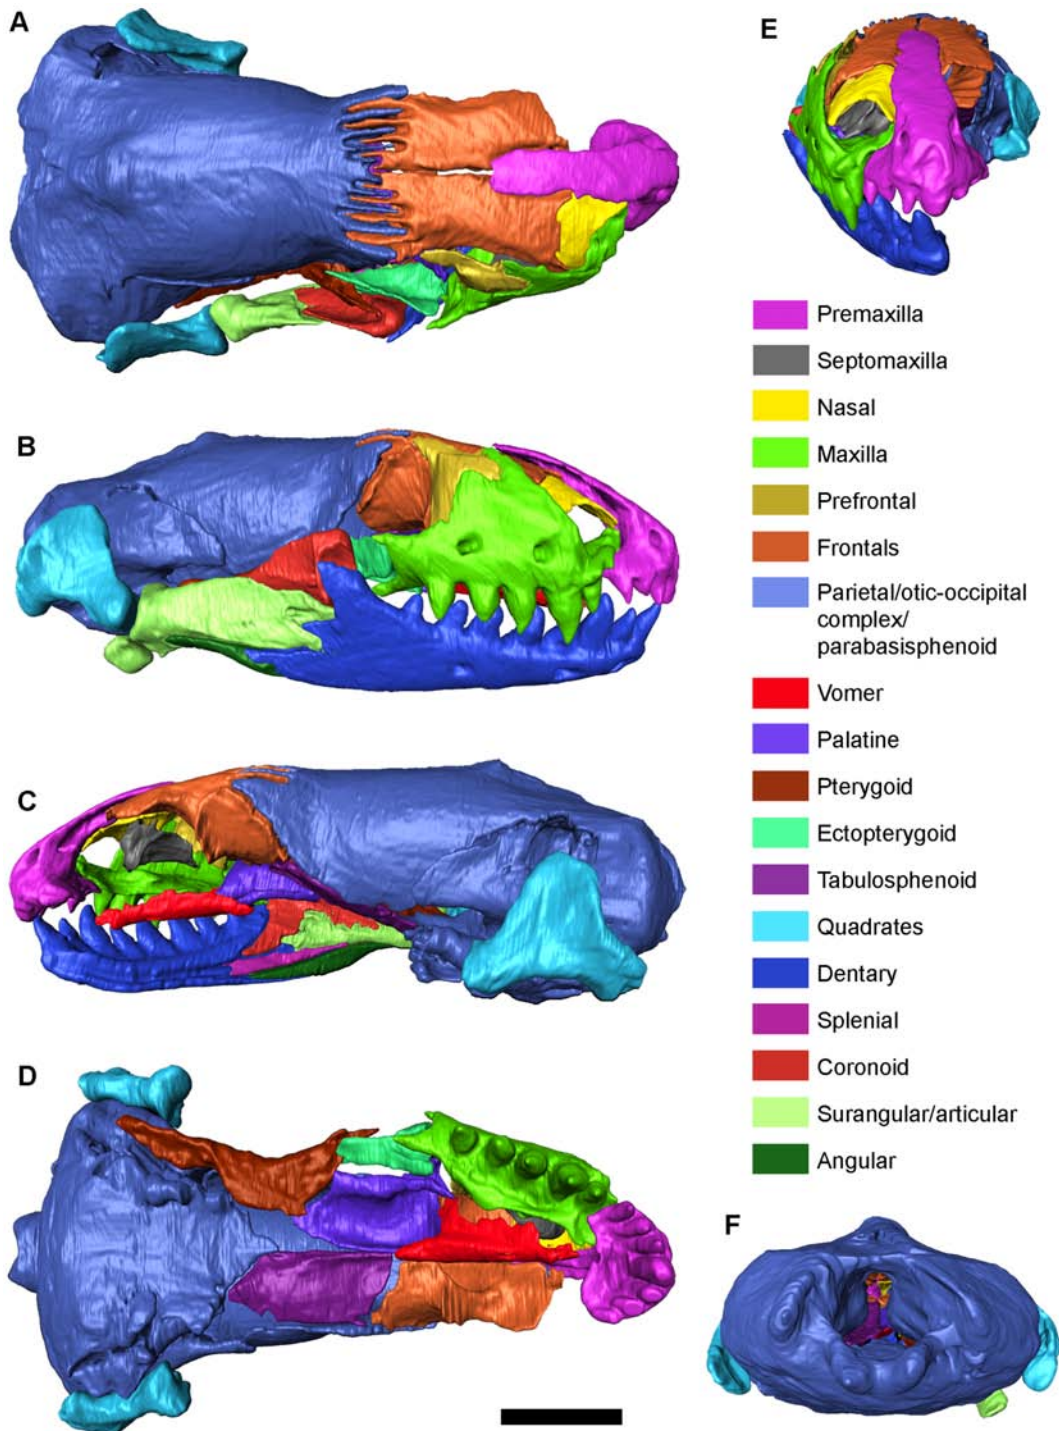 A
E
Premaxilla
Septomaxilla
Nasal
Maxilla
Prefrontal
Frontals
Parietal/otic-occipital
complex/
parabasisphenoid
Vomer
Palatine
Pterygoid
Ectopterygoid
Tabulosphenoid
Quadrates
Dentary
Splenial
Coronoid
Surangular/articular
Angular
B
C
D
F